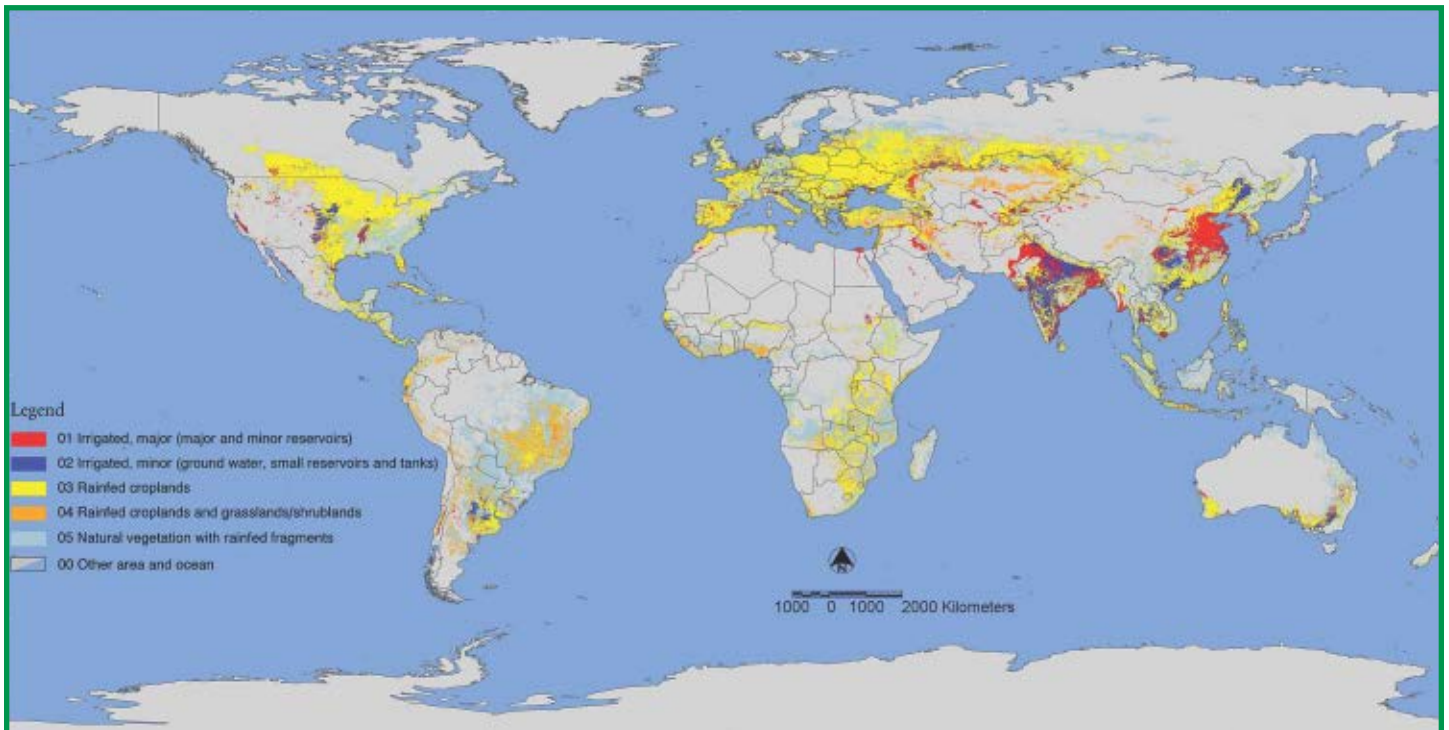 Legend
01 Irrigated, major (major and minor reservoirs)
02 Irrigated, minor (ground water, small reservoirs and tanks)
03 Rainfed croplands
04 Rainfed croplands and grasslands/shrublands
05 Natural vegetation with rainfed fragments
00 Other area and ocean
N
1000 0 1000 2000 Kilometers